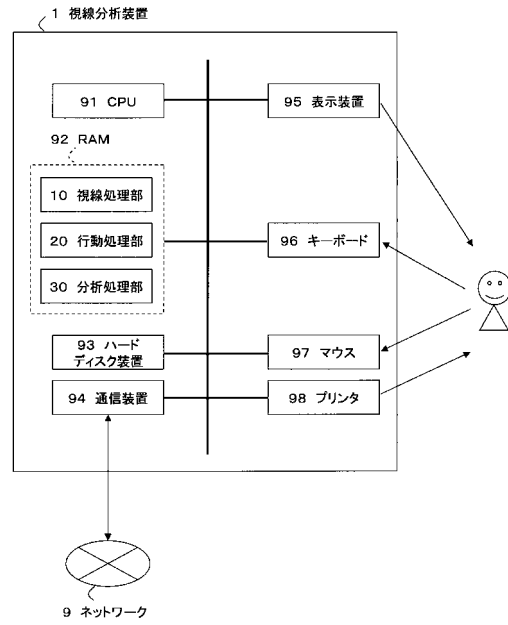 1 視線分析装置
91 CPU
95 表示装置
92 RAM
10 視線処理部
20 行動処理部
96 キーボード
30 分析処理部
93 ハード
ディスク装置
97 マウス
94 通信装置
98 プリンタ
9 ネットワーク